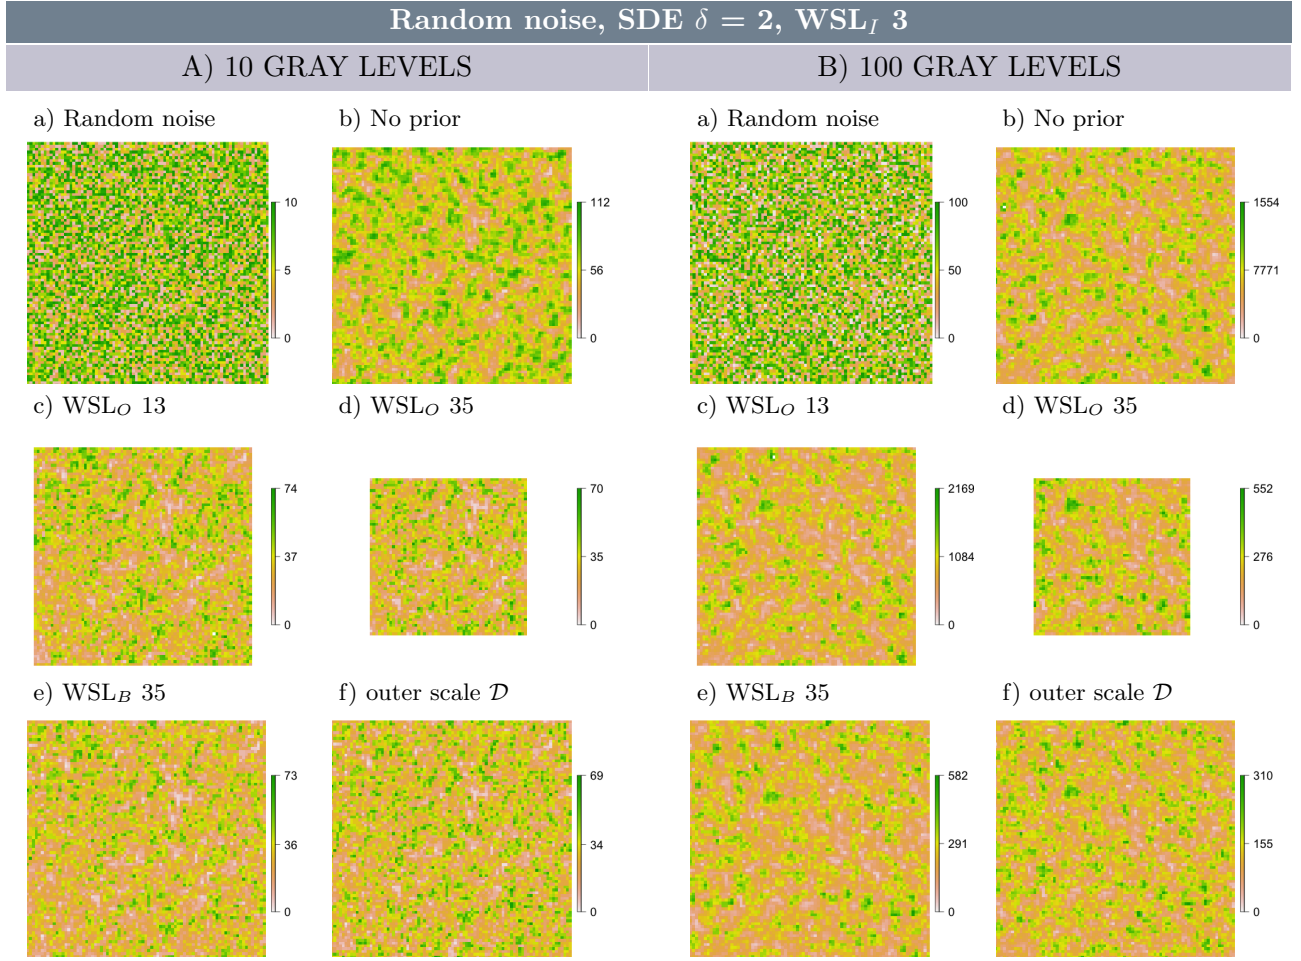 Random noise, SDE δ = 2, WSL_I 3
A) 10 GRAY LEVELS
B) 100 GRAY LEVELS
a) Random noise
b) No prior
a) Random noise
b) No prior
10
5
0
112
56
0
100
50
0
1554
7771
0
c) WSL_O 13
d) WSL_O 35
c) WSL_O 13
d) WSL_O 35
74
37
0
70
35
0
2169
1084
0
552
276
0
e) WSL_B 35
f) outer scale 𝒟
e) WSL_B 35
f) outer scale 𝒟
73
36
0
69
34
0
582
291
0
310
155
0